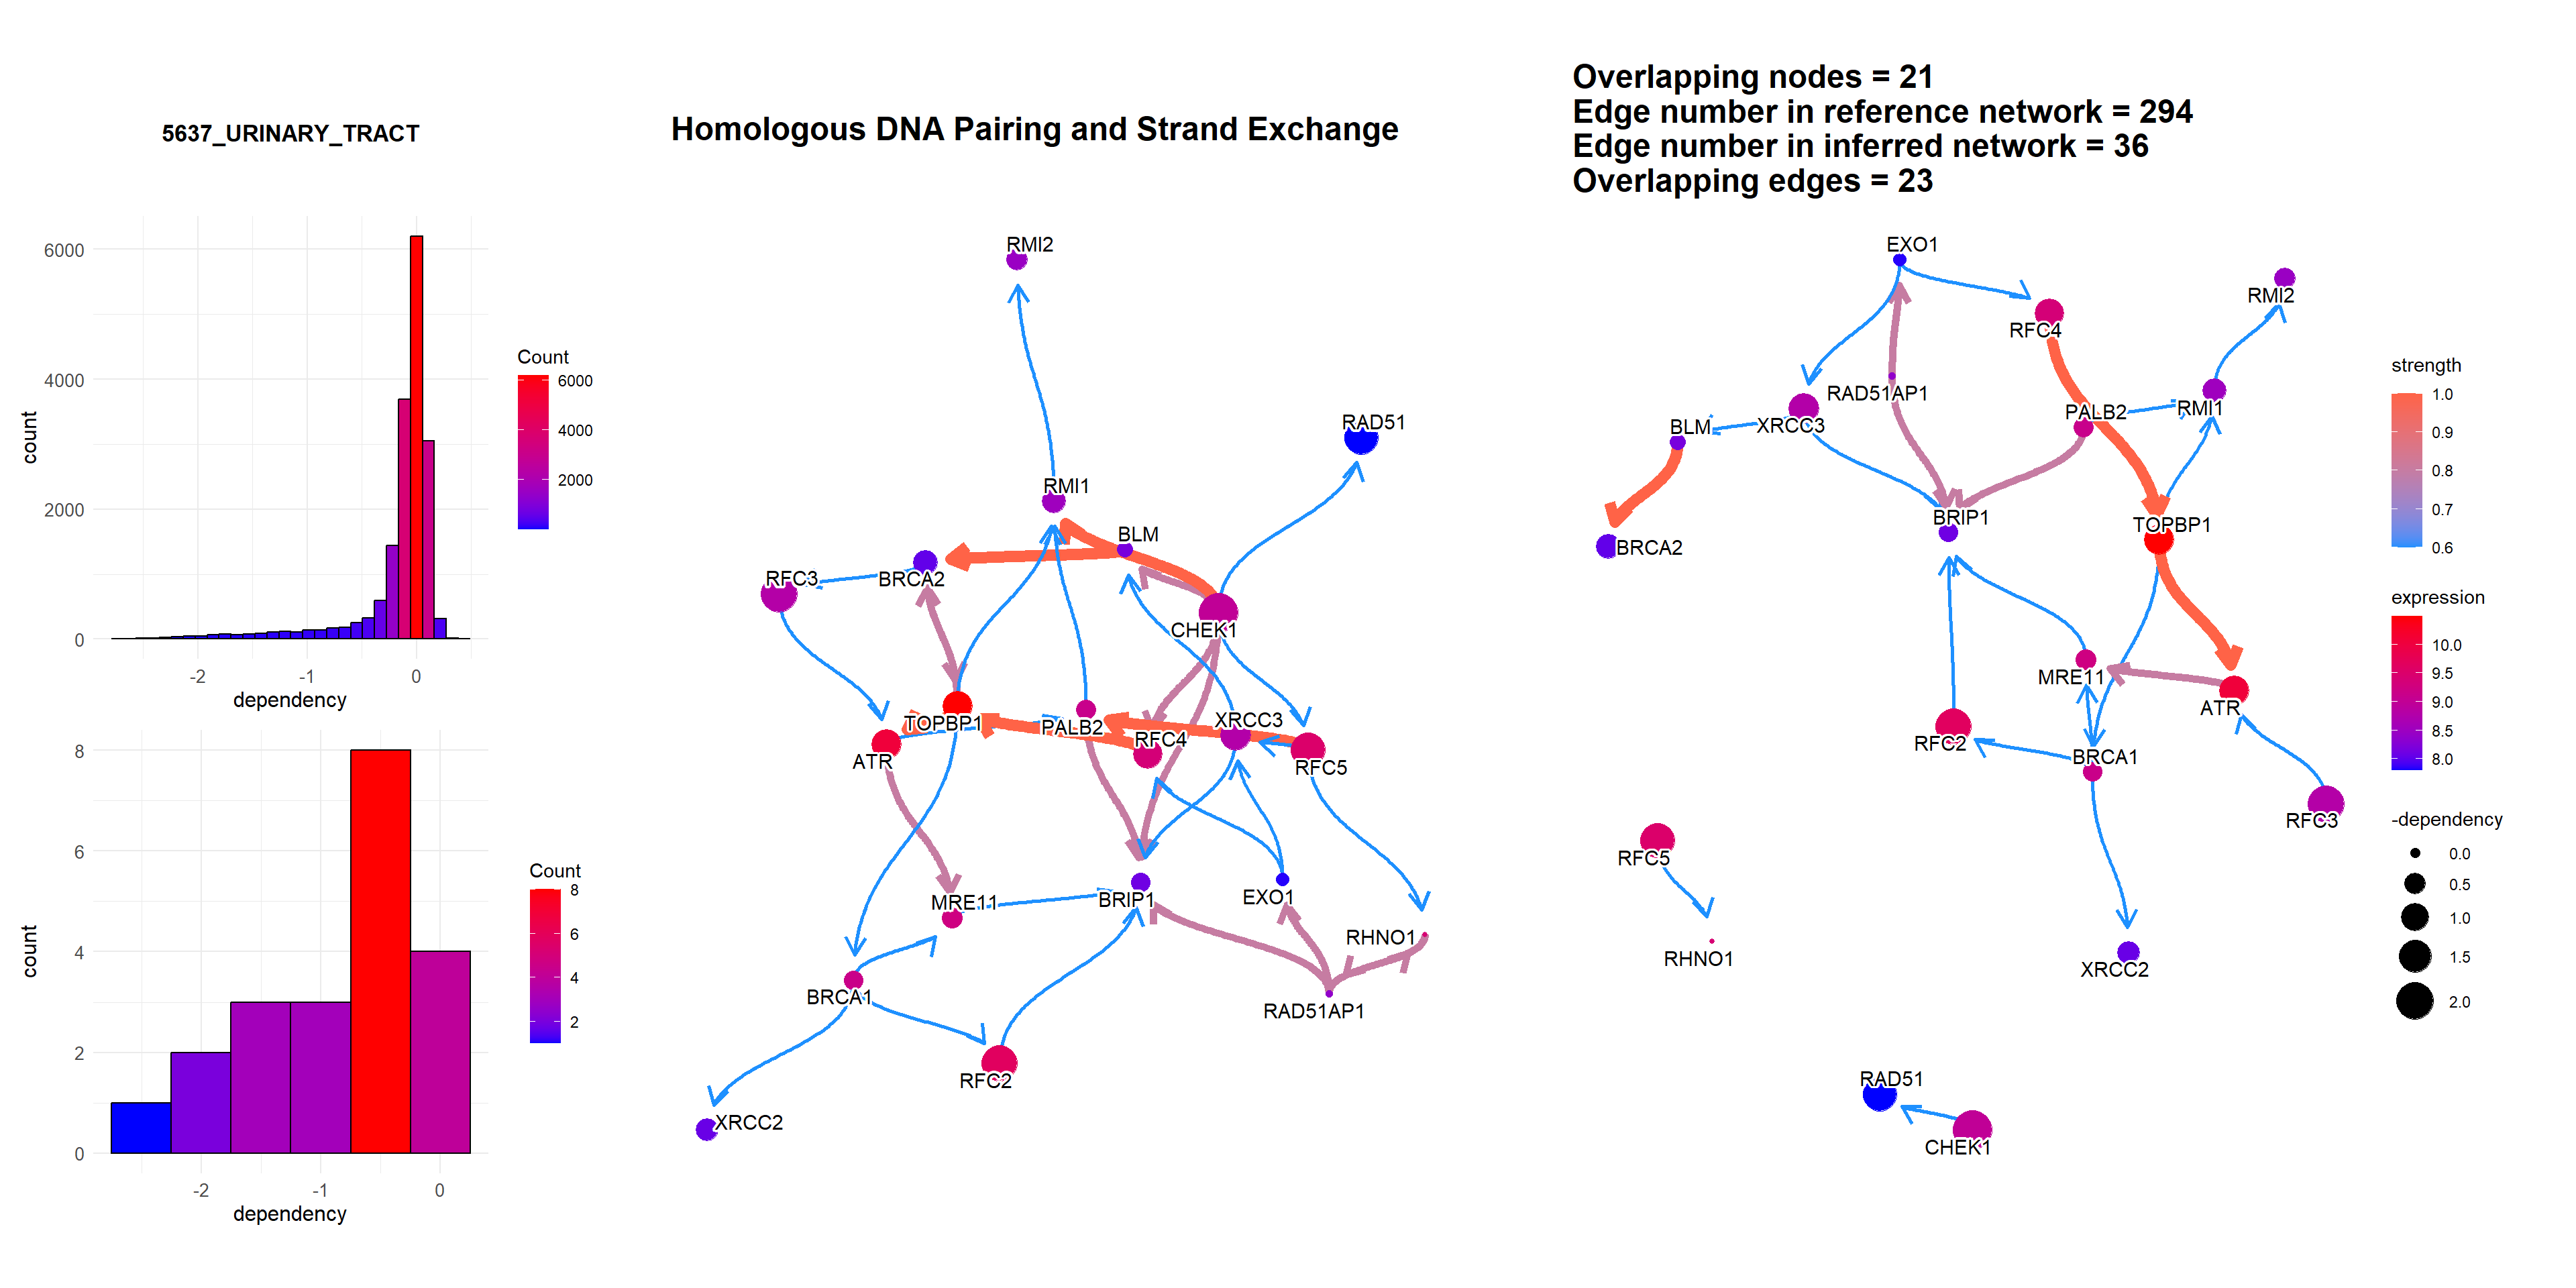 5637_URINARY_TRACT
6000
4000
2000
0
-2
-1
0
count
dependency
Count
6000
4000
2000
8
6
4
2
0
-2
-1
0
count
dependency
Count
8
6
4
2
Homologous DNA Pairing and Strand Exchange
RMI2
RAD51
RMI1
BLM
RFC3
BRCA2
CHEK1
TOPBP1
PALB2
XRCC3
RFC4
ATR
RFC5
MRE11
BRIP1
EXO1
RHNO1
BRCA1
RAD51AP1
RFC2
XRCC2
Overlapping nodes = 21
Edge number in reference network = 294
Edge number in inferred network = 36
Overlapping edges = 23
EXO1
RMI2
RFC4
RAD51AP1
PALB2
RMI1
BLM
XRCC3
BRIP1
TOPBP1
BRCA2
MRE11
ATR
RFC2
BRCA1
RFC3
RFC5
RHNO1
XRCC2
RAD51
CHEK1
strength
1.0
0.9
0.8
0.7
0.6
expression
10.0
9.5
9.0
8.5
8.0
-dependency
0.0
0.5
1.0
1.5
2.0